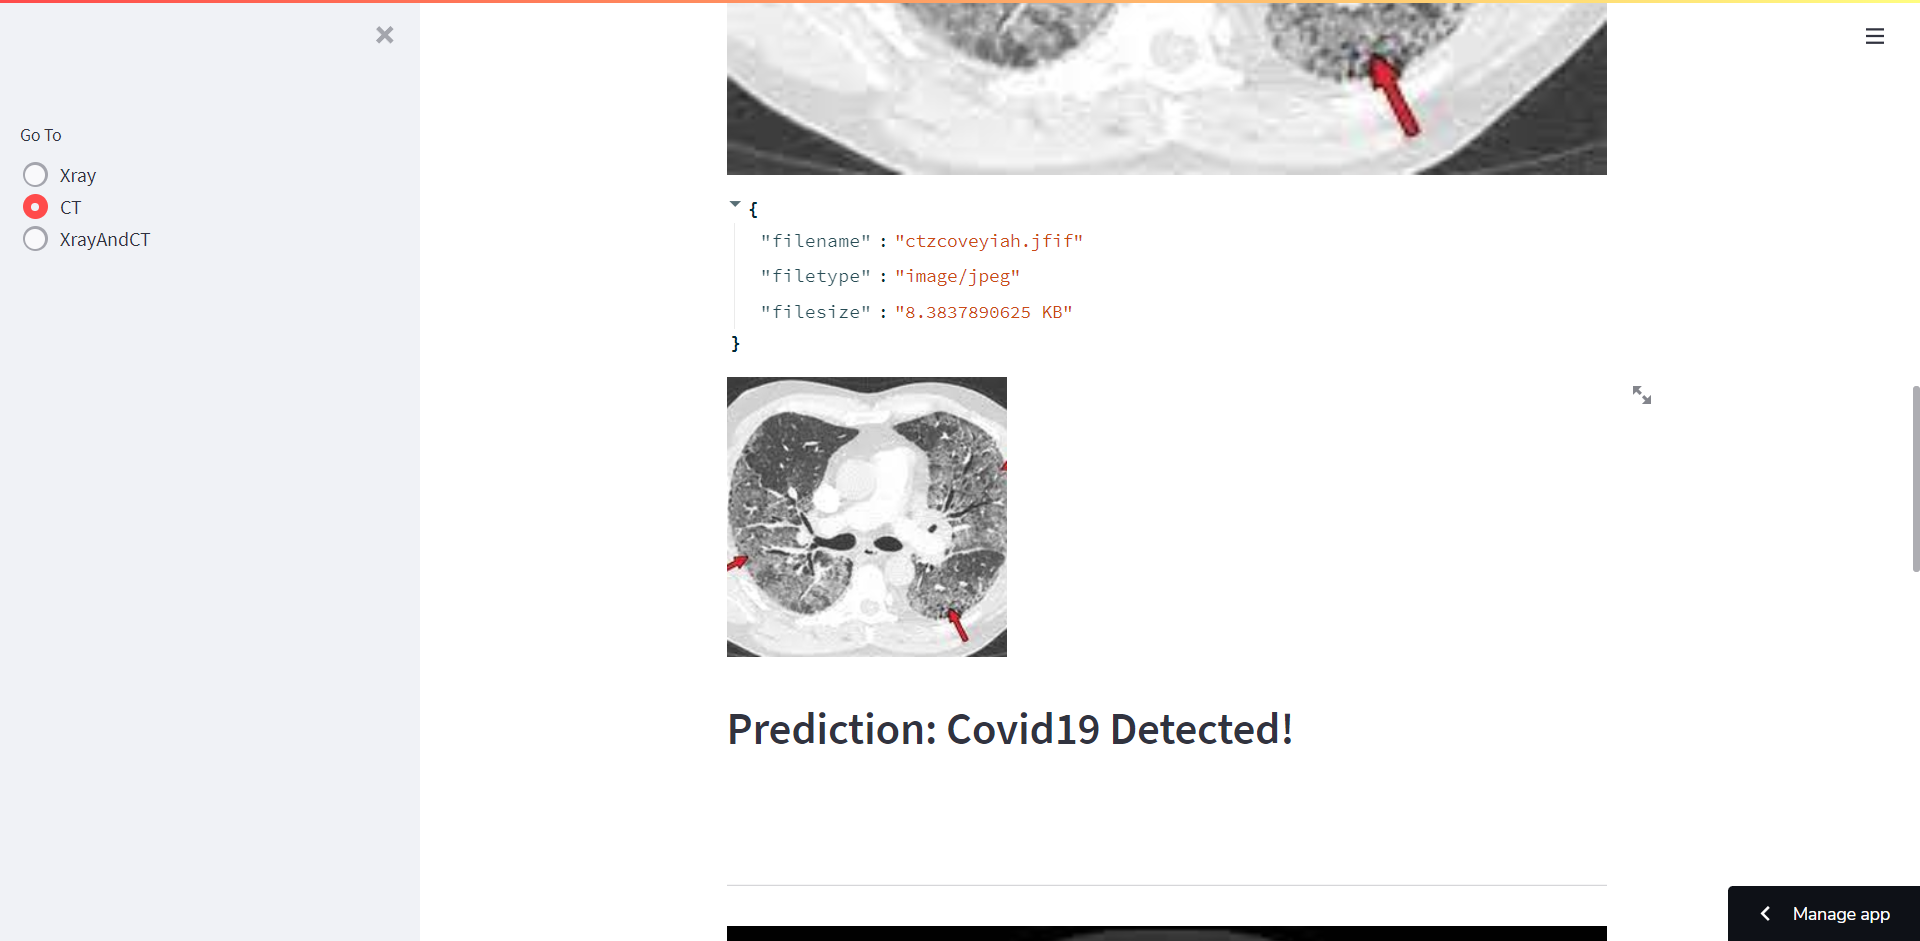 Go To
Xray
CT
XrayAndCT
{
"filename" : "ctzcoveyiah.jfif"
"filetype" : "image/jpeg"
"filesize" : "8.3837890625 KB"
}
Prediction: Covid19 Detected!
Manage app